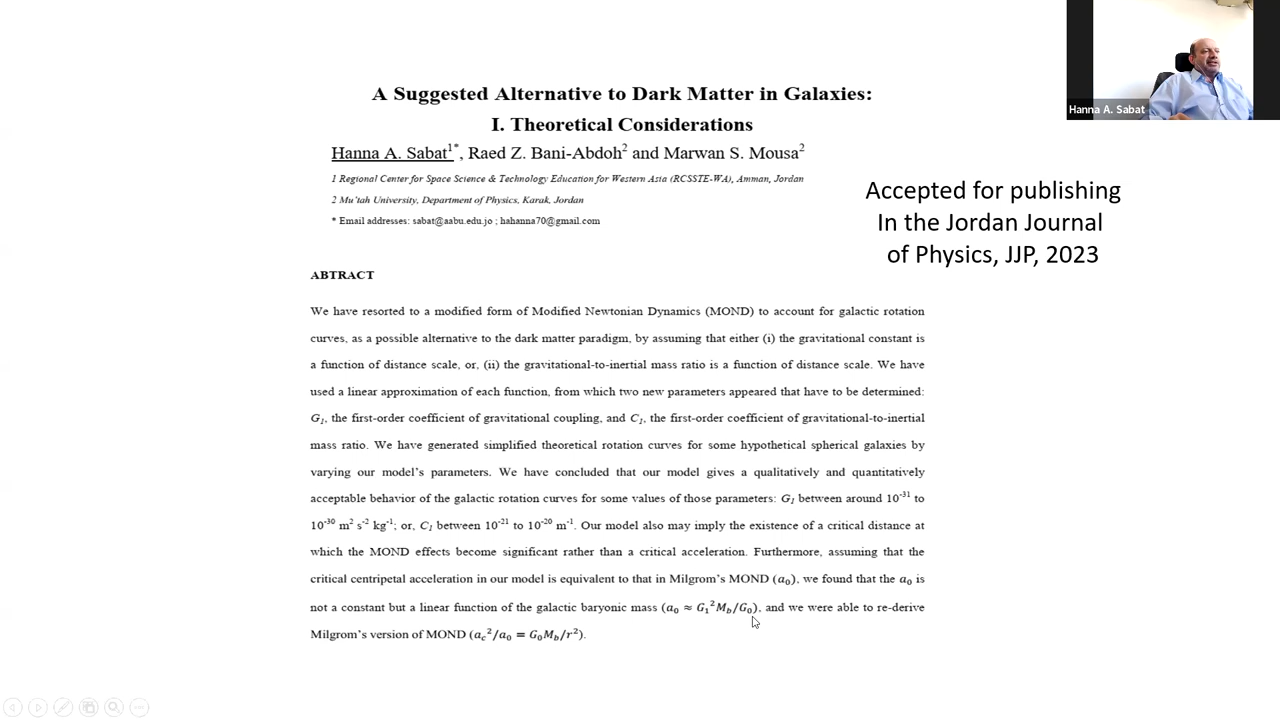 A Suggested Alternative to Dark Matter in Galaxies:
I. Theoretical Considerations
Hanna A. Sabat¹*, Raed Z. Bani-Abdoh² and Marwan S. Mousa²
1 Regional Center for Space Science & Technology Education for Western Asia (RCSSTE-WA), Amman, Jordan
2 Mu'tah University, Department of Physics, Karak, Jordan
* Email addresses: sabat@aabu.edu.jo ; hahanna70@gmail.com
Hanna A. Sabat
Accepted for publishing
In the Jordan Journal
of Physics, JJP, 2023
ABTRACT
We have resorted to a modified form of Modified Newtonian Dynamics (MOND) to account for galactic rotation
curves, as a possible alternative to the dark matter paradigm, by assuming that either (i) the gravitational constant is
a function of distance scale, or, (ii) the gravitational-to-inertial mass ratio is a function of distance scale. We have
used a linear approximation of each function, from which two new parameters appeared that have to be determined:
G₁, the first-order coefficient of gravitational coupling, and C₁, the first-order coefficient of gravitational-to-inertial
mass ratio. We have generated simplified theoretical rotation curves for some hypothetical spherical galaxies by
varying our model's parameters. We have concluded that our model gives a qualitatively and quantitatively
acceptable behavior of the galactic rotation curves for some values of those parameters: G₁ between around 10⁻³¹ to
10⁻³⁰ m² s⁻² kg⁻¹; or, C₁ between 10⁻²¹ to 10⁻²⁰ m⁻¹. Our model also may imply the existence of a critical distance at
which the MOND effects become significant rather than a critical acceleration. Furthermore, assuming that the
critical centripetal acceleration in our model is equivalent to that in Milgrom's MOND (a₀), we found that the a₀ is
not a constant but a linear function of the galactic baryonic mass (a₀ ≈ G₁²M_b/G₀), and we were able to re-derive
Milgrom's version of MOND (a_c²/a₀ = G₀M_b/r²).